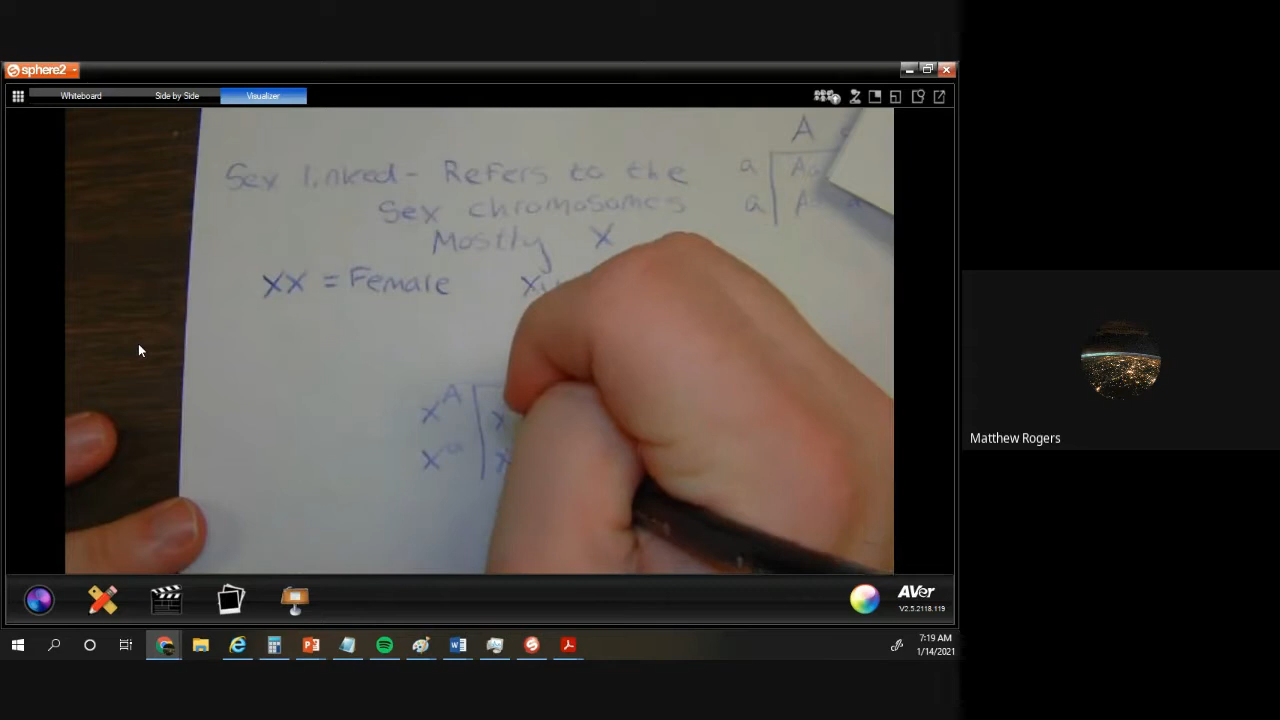 sphere2
Whiteboard
Side by Side
Visualizer
Sex linked - Refers to the
Sex chromosomes
Mostly X
XX = Female
A
a
a
X^A
X^a
Matthew Rogers
AVer
V2.5.2118.119
7:19 AM
1/14/2021